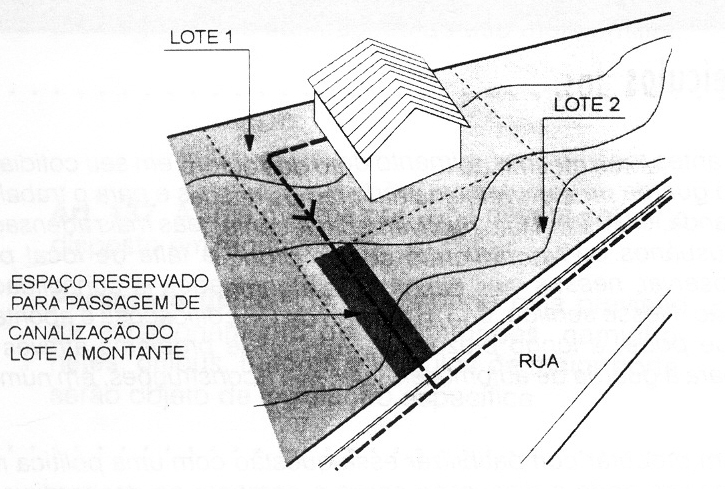 LOTE 1
LOTE 2
ESPAÇO RESERVADO
PARA PASSAGEM DE
CANALIZAÇÃO DO
LOTE A MONTANTE
RUA